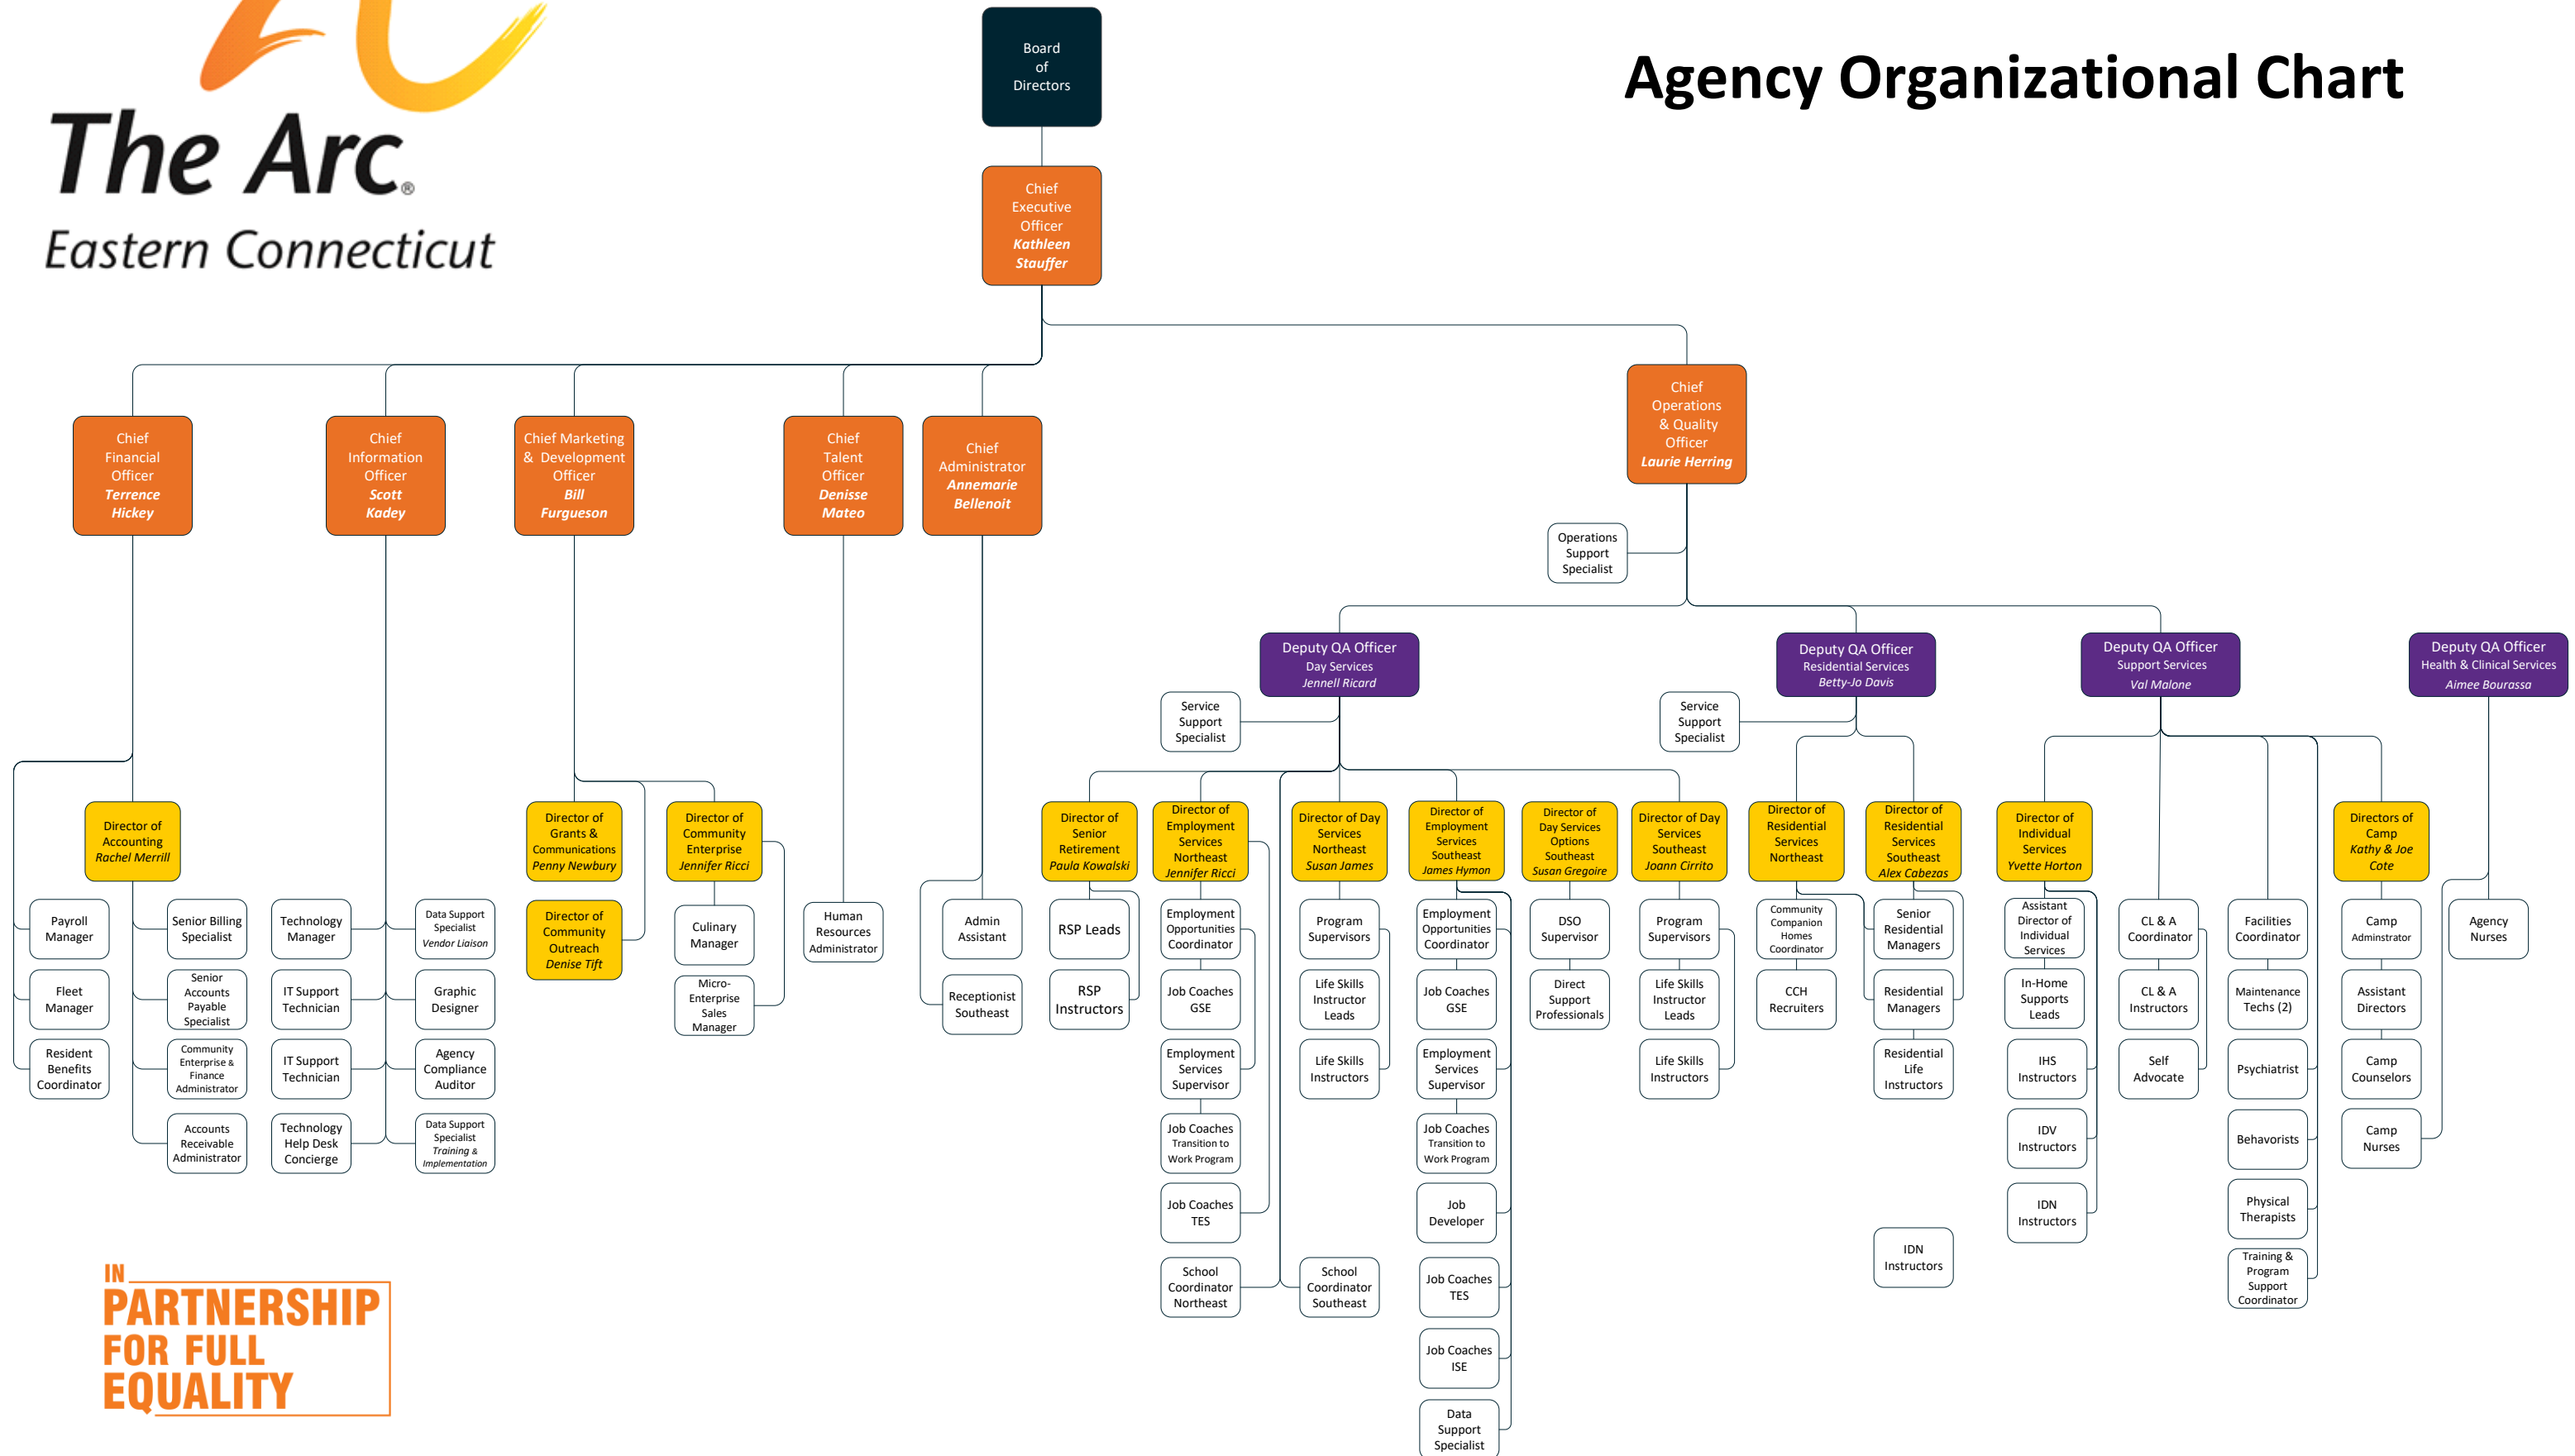 The Arc®
Eastern Connecticut
Agency Organizational Chart
Board
of
Directors
Chief
Executive
Officer
Kathleen
Stauffer
Chief
Financial
Officer
Terrence
Hickey
Chief
Information
Officer
Scott
Kadey
Chief Marketing
& Development
Officer
Bill
Furgueson
Chief
Talent
Officer
Denisse
Mateo
Chief
Administrator
Annemarie
Bellenoit
Chief
Operations
& Quality
Officer
Laurie Herring
Operations
Support
Specialist
Deputy QA Officer
Day Services
Jennell Ricard
Deputy QA Officer
Residential Services
Betty-Jo Davis
Deputy QA Officer
Support Services
Val Malone
Deputy QA Officer
Health & Clinical Services
Aimee Bourassa
Service
Support
Specialist
Service
Support
Specialist
Director of
Accounting
Rachel Merrill
Director of
Grants &
Communications
Penny Newbury
Director of
Community
Enterprise
Jennifer Ricci
Director of
Senior
Retirement
Paula Kowalski
Director of
Employment
Services
Northeast
Jennifer Ricci
Director of Day
Services
Northeast
Susan James
Director of
Employment
Services
Southeast
James Hymon
Director of
Day Services
Options
Southeast
Susan Gregoire
Director of Day
Services
Southeast
Joann Cirrito
Director of
Residential
Services
Northeast
Director of
Residential
Services
Southeast
Alex Cabezas
Director of
Individual
Services
Yvette Horton
Directors of
Camp
Kathy & Joe
Cote
Payroll
Manager
Senior Billing
Specialist
Technology
Manager
Data Support
Specialist
Vendor Liaison
Director of
Community
Outreach
Denise Tift
Culinary
Manager
Human
Resources
Administrator
Admin
Assistant
RSP Leads
Employment
Opportunities
Coordinator
Program
Supervisors
Employment
Opportunities
Coordinator
DSO
Supervisor
Program
Supervisors
Community
Companion
Homes
Coordinator
Senior
Residential
Managers
Assistant
Director of
Individual
Services
CL & A
Coordinator
Facilities
Coordinator
Camp
Adminstrator
Agency
Nurses
Fleet
Manager
Senior
Accounts
Payable
Specialist
IT Support
Technician
Graphic
Designer
Micro-
Enterprise
Sales
Manager
Receptionist
Southeast
RSP
Instructors
Job Coaches
GSE
Life Skills
Instructor
Leads
Job Coaches
GSE
Direct
Support
Professionals
Life Skills
Instructor
Leads
CCH
Recruiters
Residential
Managers
In-Home
Supports
Leads
CL & A
Instructors
Maintenance
Techs (2)
Assistant
Directors
Resident
Benefits
Coordinator
Community
Enterprise &
Finance
Administrator
IT Support
Technician
Agency
Compliance
Auditor
Employment
Services
Supervisor
Life Skills
Instructors
Employment
Services
Supervisor
Life Skills
Instructors
Residential
Life
Instructors
IHS
Instructors
Self
Advocate
Psychiatrist
Camp
Counselors
Accounts
Receivable
Administrator
Technology
Help Desk
Concierge
Data Support
Specialist
Training &
Implementation
Job Coaches
Transition to
Work Program
Job Coaches
Transition to
Work Program
IDV
Instructors
Behavorists
Camp
Nurses
Job Coaches
TES
Job
Developer
IDN
Instructors
Physical
Therapists
School
Coordinator
Northeast
School
Coordinator
Southeast
Job Coaches
TES
IDN
Instructors
Training &
Program
Support
Coordinator
Job Coaches
ISE
Data
Support
Specialist
IN
PARTNERSHIP
FOR FULL
EQUALITY